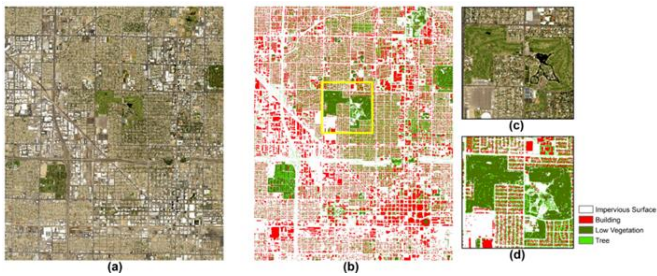 (a)
(b)
(c)
(d)
Impervious Surface
Building
Low Vegetation
Tree